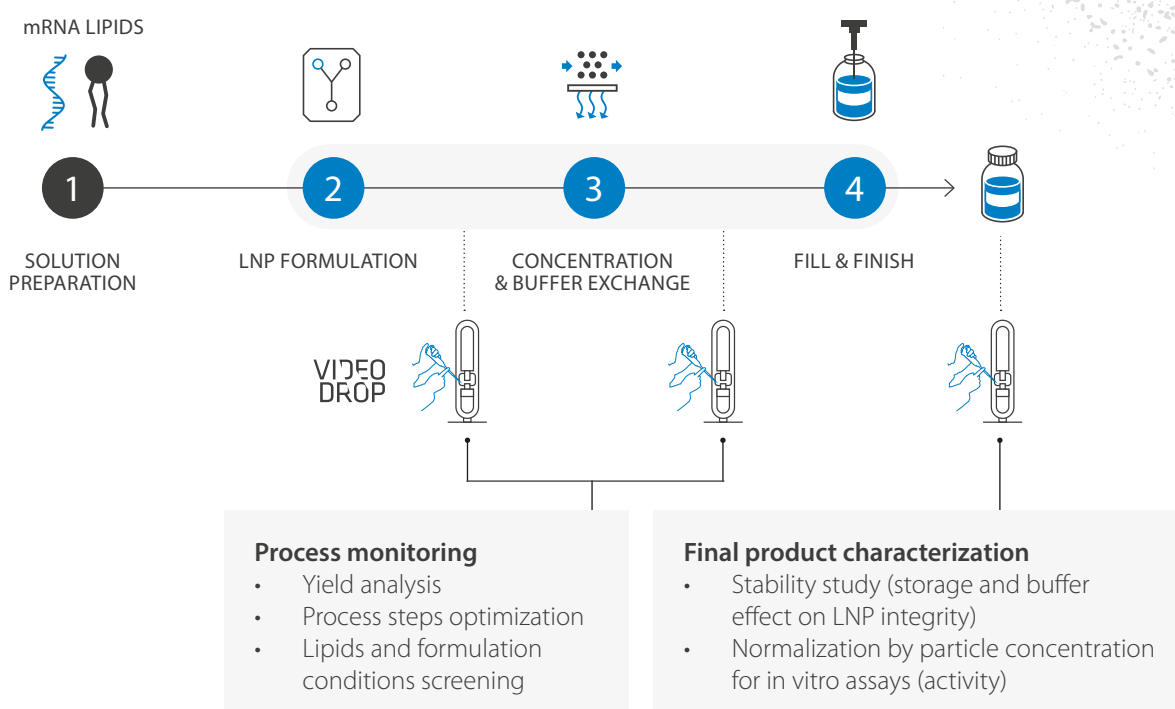 mRNA LIPIDS
1
2
3
4
SOLUTION
PREPARATION
LNP FORMULATION
CONCENTRATION
& BUFFER EXCHANGE
FILL & FINISH
VIDEO
DROP
Process monitoring
• Yield analysis
• Process steps optimization
• Lipids and formulation
conditions screening
Final product characterization
• Stability study (storage and buffer
effect on LNP integrity)
• Normalization by particle concentration
for in vitro assays (activity)